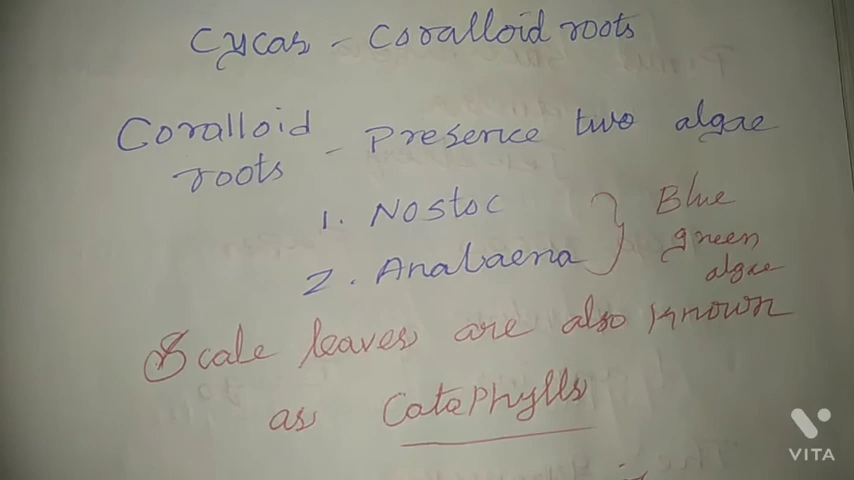 Cycas - Coralloid roots
Coralloid roots - Presence two algae
1. Nostoc
2. Anabaena
Blue green algae
Scale leaves are also known
as Cataphylls
VITA